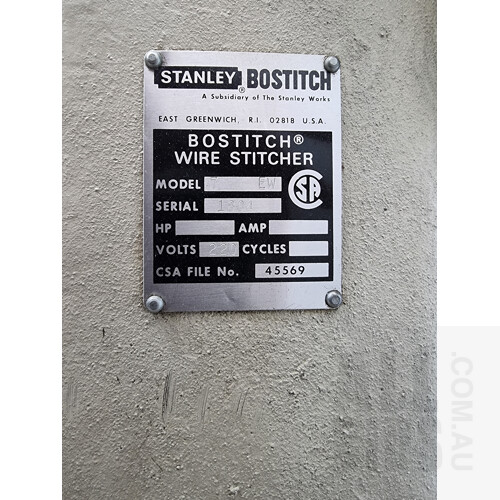 STANLEY® BOSTITCH
A Subsidiary of The Stanley Works
EAST GREENWICH, R.I. 02818 U.S.A.
BOSTITCH®
WIRE STITCHER
MODEL 7 EW
SERIAL
HP AMP
VOLTS CYCLES
CSA FILE No. 45569
.COM.AU